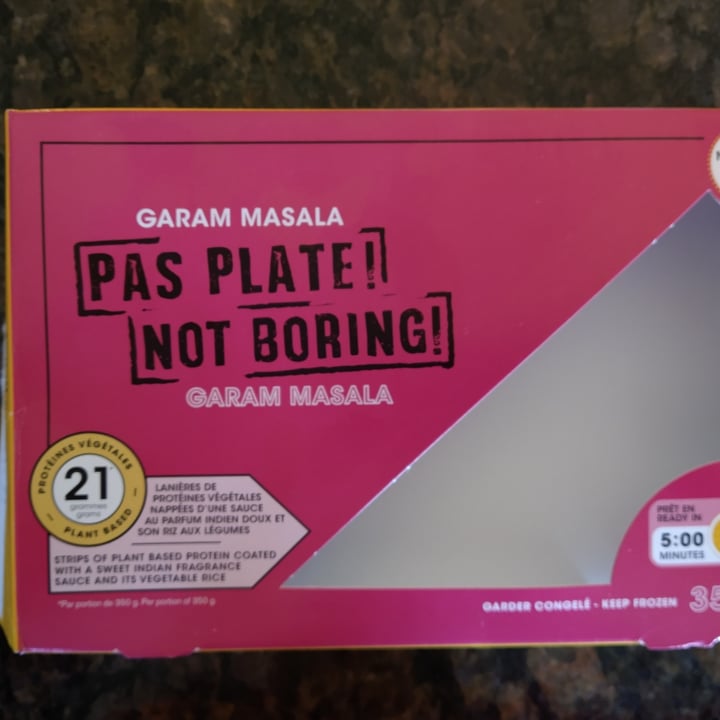 GARAM MASALA
PAS PLATE!
NOT BORING!
GARAM MASALA
PROTÉINES VÉGÉTALES
21*
grammes
grams
PLANT BASED
LANIÈRES DE
PROTÉINES VÉGÉTALES
NAPPÉES D'UNE SAUCE
AU PARFUM INDIEN DOUX ET
SON RIZ AUX LÉGUMES
STRIPS OF PLANT BASED PROTEIN COATED
WITH A SWEET INDIAN FRAGRANCE
SAUCE AND ITS VEGETABLE RICE
*Par portion de 350 g Per portion of 350 g
PRÊT EN
READY IN:
5:00
MINUTES
GARDER CONGELÉ - KEEP FROZEN